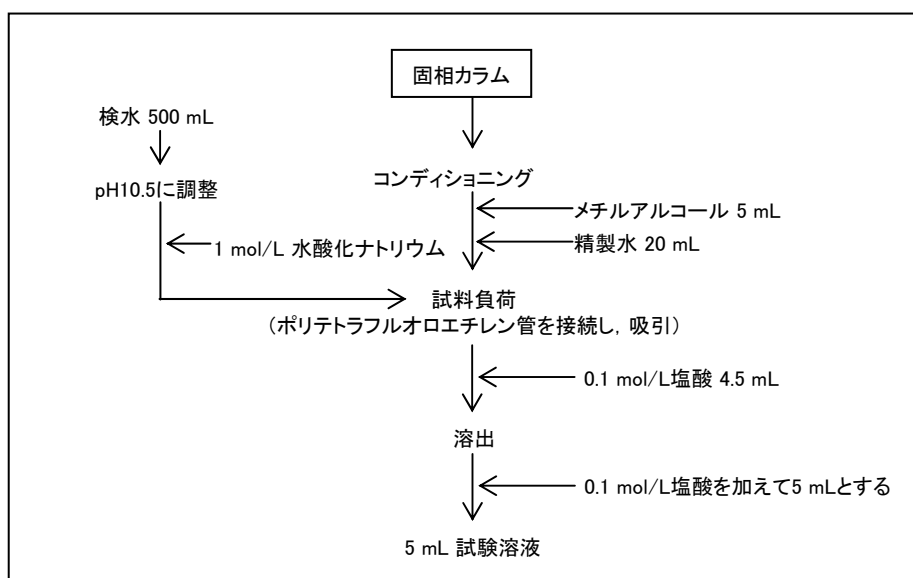 固相カラム
検水 500 mL
コンディショニング
pH10.5に調整
メチルアルコール 5 mL
精製水 20 mL
1 mol/L 水酸化ナトリウム
試料負荷
（ポリテトラフルオロエチレン管を接続し，吸引）
0.1 mol/L塩酸 4.5 mL
溶出
0.1 mol/L塩酸を加えて5 mLとする
5 mL 試験溶液